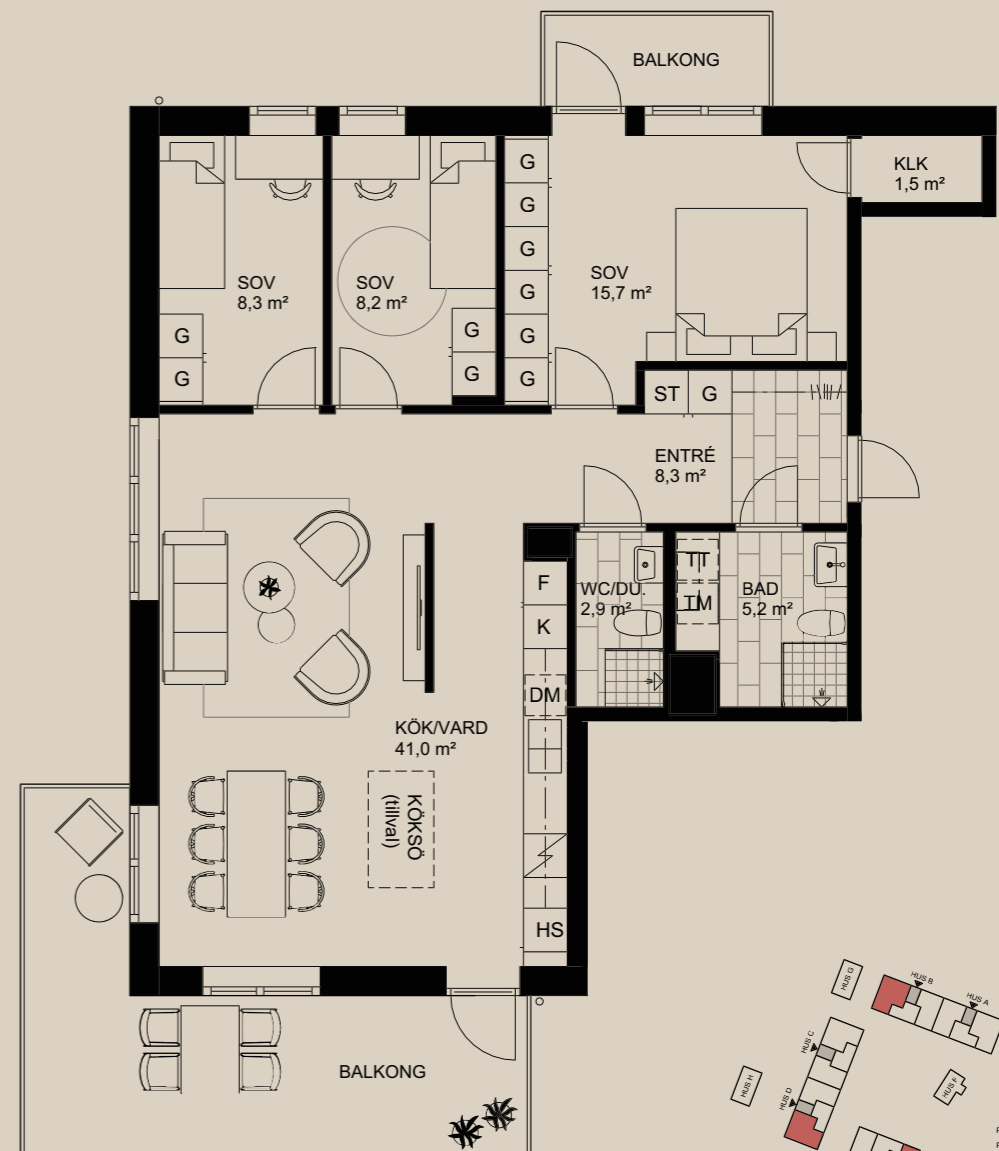 BALKONG
KLK
1,5 m²
G
G
G
G
G
G
SOV
8,3 m²
SOV
8,2 m²
SOV
15,7 m²
G
G
G
G
ST G
ENTRÉ
8,3 m²
F
K
DM
HS
WC/DU.
2,9 m²
TT
TM
BAD
5,2 m²
KÖK/VARD
41,0 m²
KÖKSÖ
(tillval)
BALKONG
HUS G
HUS B
HUS A
HUS C
HUS H
HUS D
HUS F